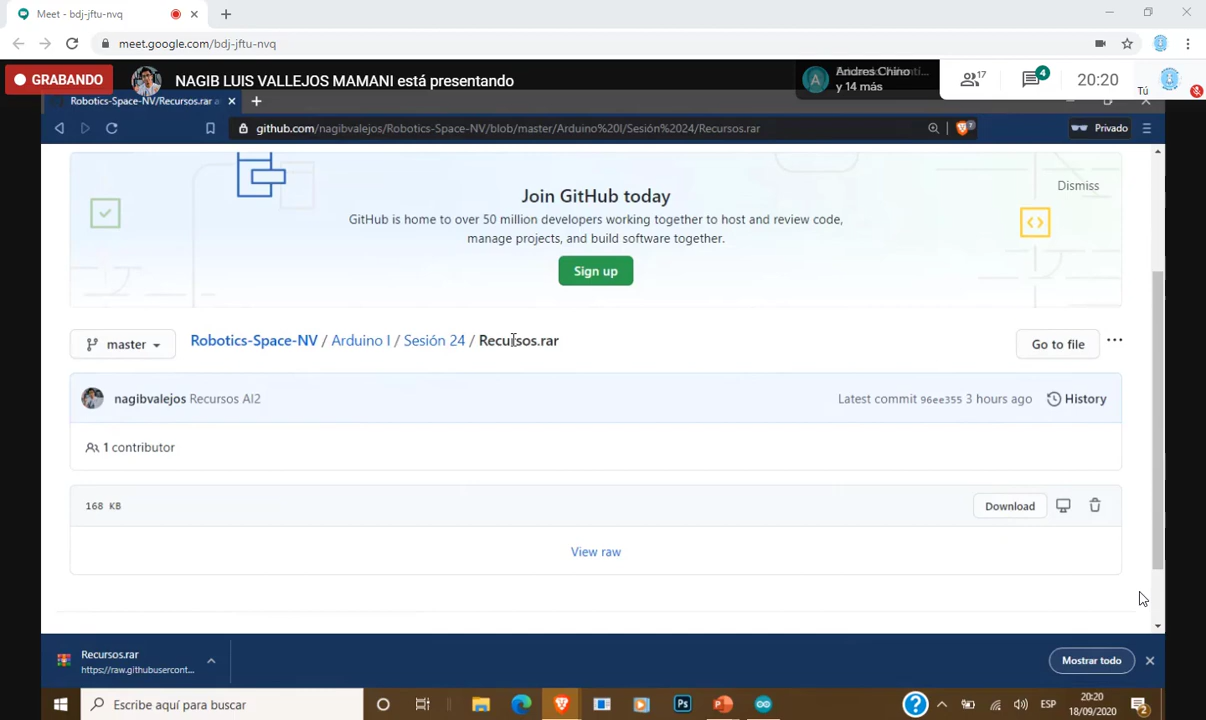 Meet - bdj-jftu-nvq
meet.google.com/bdj-jftu-nvq
GRABANDO
NAGIB LUIS VALLEJOS MAMANI está presentando
Andres Chino
y 14 más
17
4
20:20
Tú
Robotics-Space-NV/Recursos.rar
github.com/nagibvalejos/Robotics-Space-NV/blob/master/Arduino%20I/Sesión%2024/Recursos.rar
7
Privado
Join GitHub today
Dismiss
GitHub is home to over 50 million developers working together to host and review code,
manage projects, and build software together.
Sign up
master
Robotics-Space-NV / Arduino I / Sesión 24 / Recursos.rar
Go to file
nagibvalejos Recursos AI2
Latest commit 96ee355 3 hours ago
History
1 contributor
168 KB
Download
View raw
Recursos.rar
https://raw.githubusercont...
Mostrar todo
Escribe aquí para buscar
Ps
ESP
20:20
18/09/2020
2